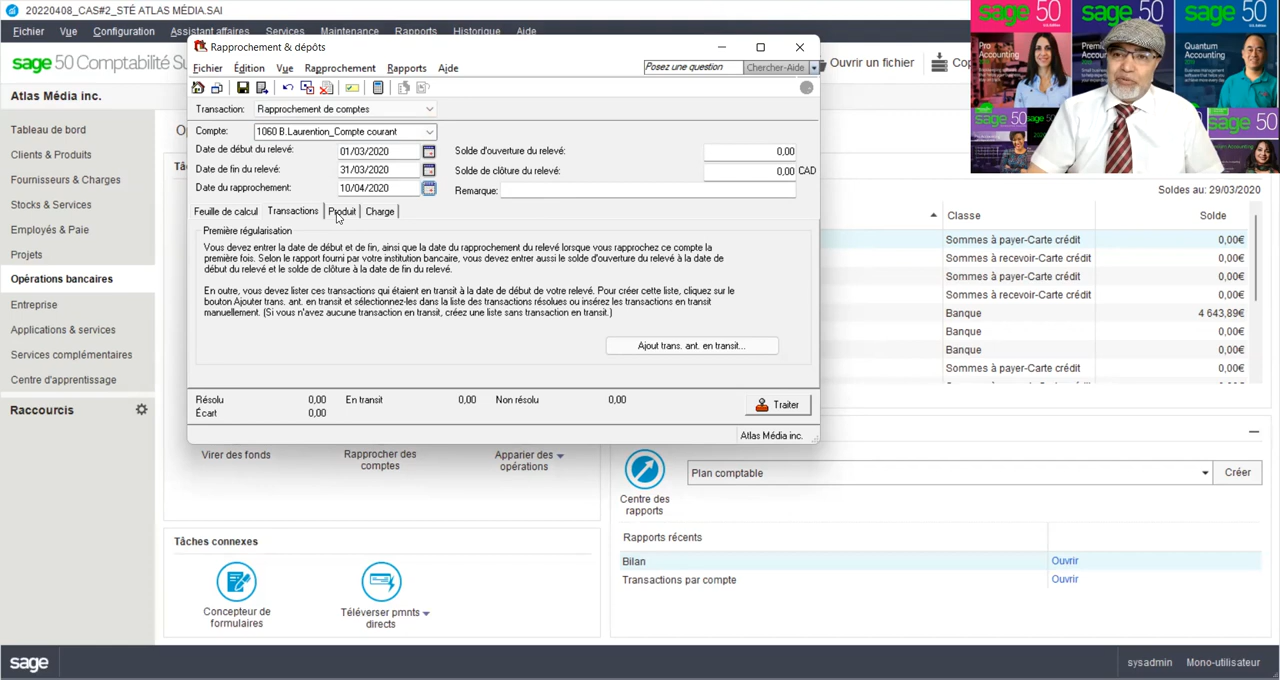 20220408_CAS#2_STÉ ATLAS MÉDIA.SAI
Fichier Vue Configuration Assistant affaires Services Maintenance Rapports Historique Aide
sage 50 Comptabilité
Ouvrir un fichier
Atlas Média inc.
Tableau de bord
Clients & Produits
Fournisseurs & Charges
Stocks & Services
Employés & Paie
Projets
Opérations bancaires
Entreprise
Applications & services
Services complémentaires
Centre d'apprentissage
Raccourcis
Rapprochement & dépôts
Fichier Édition Vue Rapprochement Rapports Aide
Posez une question Chercher-Aide
Transaction: Rapprochement de comptes
Compte: 1060 B.Laurention_Compte courant
Date de début du relevé: 01/03/2020 Solde d'ouverture du relevé: 0,00
Date de fin du relevé: 31/03/2020 Solde de clôture du relevé: 0,00 CAD
Date du rapprochement: 10/04/2020 Remarque:
Feuille de calcul Transactions Produit Charge
Première régularisation
Vous devez entrer la date de début et de fin, ainsi que la date du rapprochement du relevé lorsque vous rapprochez ce compte la
première fois. Selon le rapport fourni par votre institution bancaire, vous devez entrer aussi le solde d'ouverture du relevé à la date de
début du relevé et le solde de clôture à la date de fin du relevé.
En outre, vous devez lister ces transactions qui étaient en transit à la date de début de votre relevé. Pour créer cette liste, cliquez sur le
bouton Ajouter trans. ant. en transit et sélectionnez-les dans la liste des transactions résolues ou insérez les transactions en transit
manuellement. (Si vous n'avez aucune transaction en transit, créez une liste sans transaction en transit.)
Ajout trans. ant. en transit...
Résolu 0,00 En transit 0,00 Non résolu 0,00
Écart 0,00
Traiter
Atlas Média inc.
Soldes au: 29/03/2020
Classe Solde
Sommes à payer-Carte crédit 0,00€
Sommes à recevoir-Carte crédit 0,00€
Sommes à payer-Carte crédit 0,00€
Sommes à recevoir-Carte crédit 0,00€
Banque 4 643,89€
Banque 0,00€
Banque 0,00€
Sommes à payer-Carte crédit 0,00€
Virer des fonds
Rapprocher des
comptes
Apparier des
opérations
Tâches connexes
Concepteur de
formulaires
Téléverser pmnts
directs
Plan comptable Créer
Centre des
rapports
Rapports récents
Bilan Ouvrir
Transactions par compte Ouvrir
sage
sysadmin Mono-utilisateur
sage 50
Pro
Accounting
Quantum
Accounting